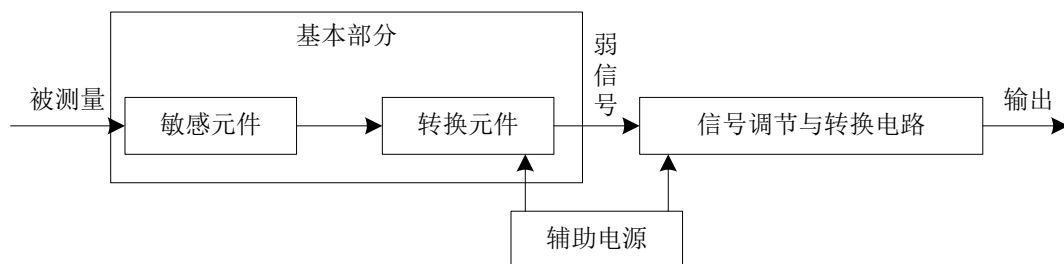 基本部分
被测量
敏感元件
转换元件
弱信号
信号调节与转换电路
输出
辅助电源